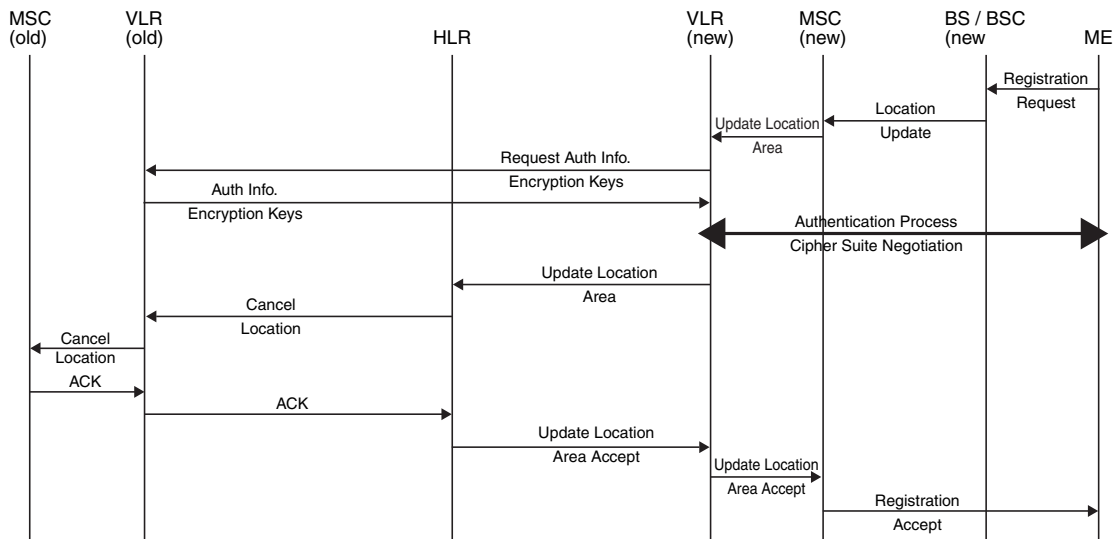 MSC
(old)
VLR
(old)
HLR
VLR
(new)
MSC
(new)
BS / BSC
(new
ME
Registration
Request
Location
Update
Update Location
Area
Request Auth Info.
Encryption Keys
Auth Info.
Encryption Keys
Authentication Process
Cipher Suite Negotiation
Update Location
Area
Cancel
Location
Cancel
Location
ACK
ACK
Update Location
Area Accept
Update Location
Area Accept
Registration
Accept